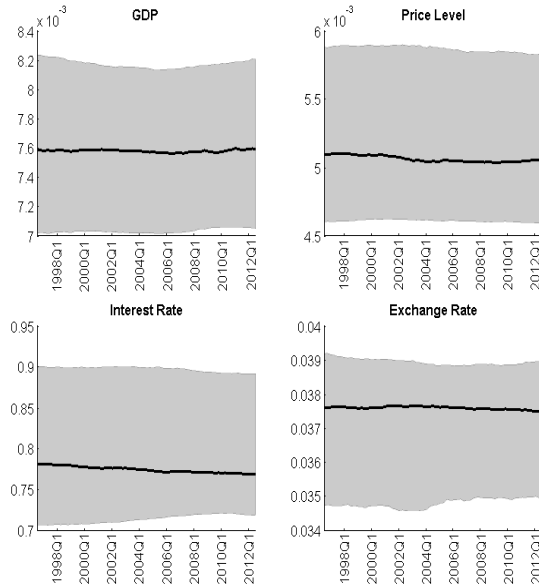 GDP
x 10⁻³
8.4
8.2
8
7.8
7.6
7.4
7.2
7
1998Q1
2000Q1
2002Q1
2004Q1
2006Q1
2008Q1
2010Q1
2012Q1
Price Level
x 10⁻³
6
5.5
5
4.5
1998Q1
2000Q1
2002Q1
2004Q1
2006Q1
2008Q1
2010Q1
2012Q1
Interest Rate
0.95
0.9
0.85
0.8
0.75
0.7
1998Q1
2000Q1
2002Q1
2004Q1
2006Q1
2008Q1
2010Q1
2012Q1
Exchange Rate
0.04
0.039
0.038
0.037
0.036
0.035
0.034
1998Q1
2000Q1
2002Q1
2004Q1
2006Q1
2008Q1
2010Q1
2012Q1